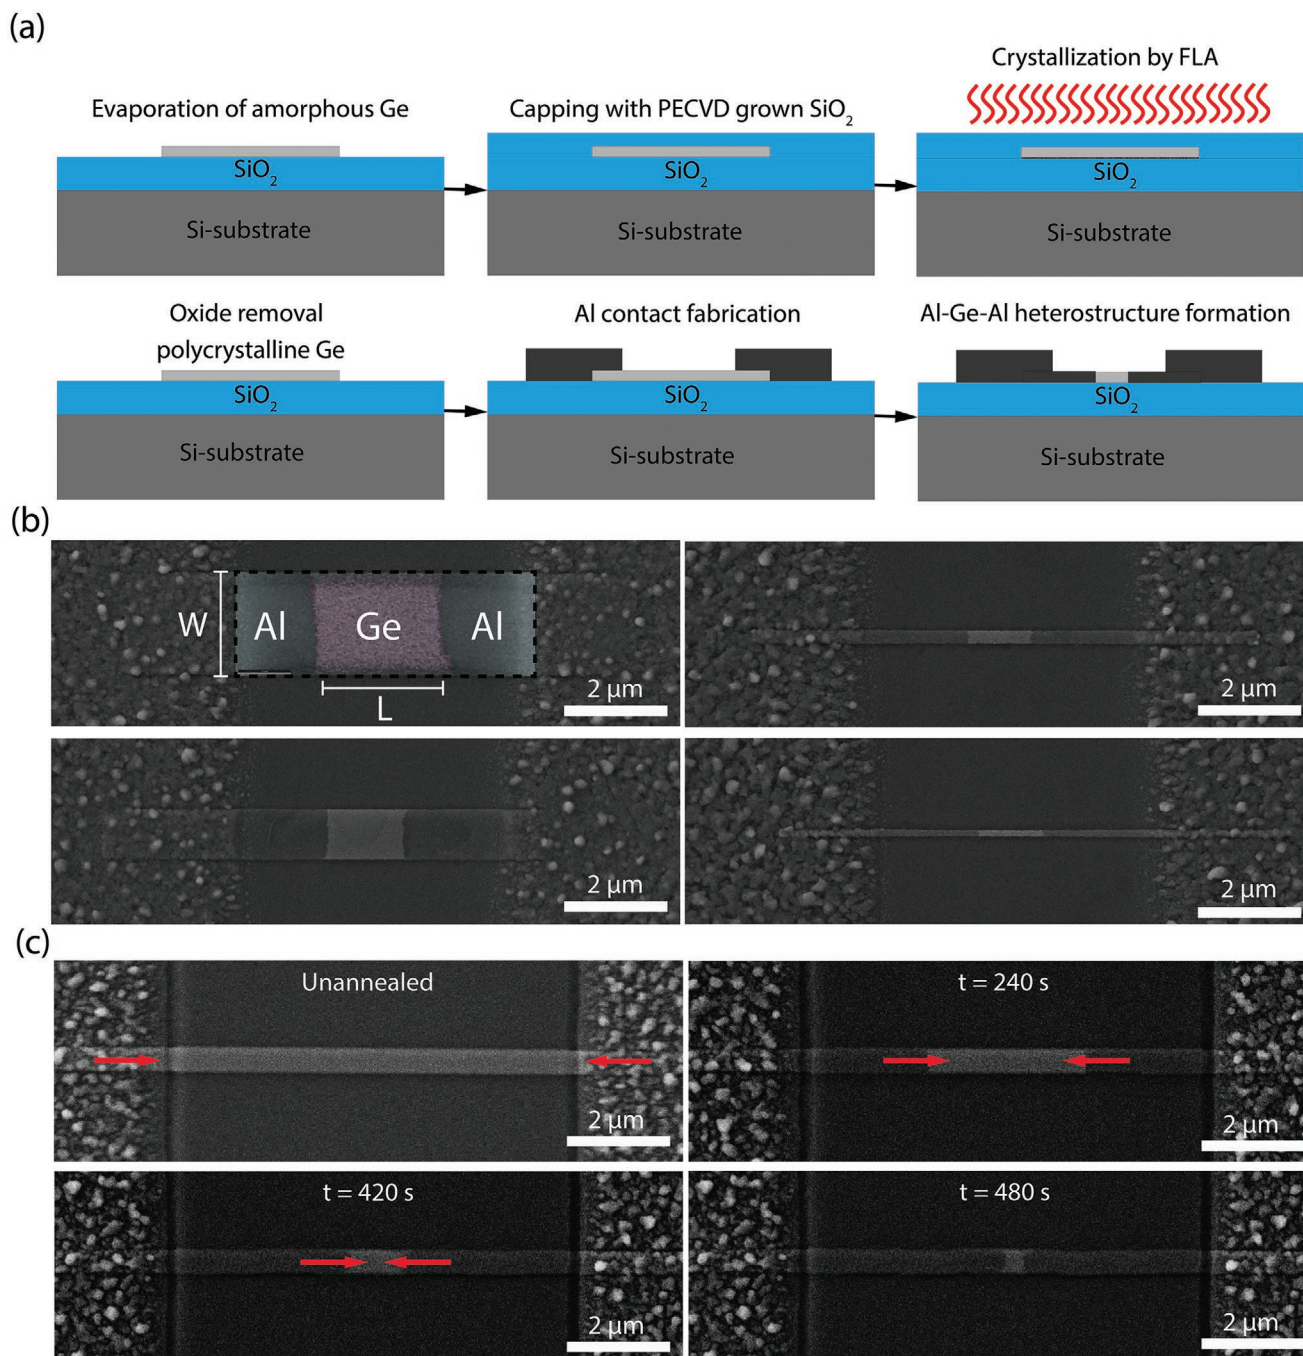 (a)
Crystallization by FLA
Evaporation of amorphous Ge
Capping with PECVD grown SiO₂
SiO₂
SiO₂
SiO₂
Si-substrate
Si-substrate
Si-substrate
Oxide removal
polycrystalline Ge
Al contact fabrication
Al-Ge-Al heterostructure formation
SiO₂
SiO₂
SiO₂
Si-substrate
Si-substrate
Si-substrate
(b)
W
Al
Ge
Al
L
2 µm
2 µm
2 µm
2 µm
(c)
Unannealed
t = 240 s
2 µm
2 µm
t = 420 s
t = 480 s
2 µm
2 µm